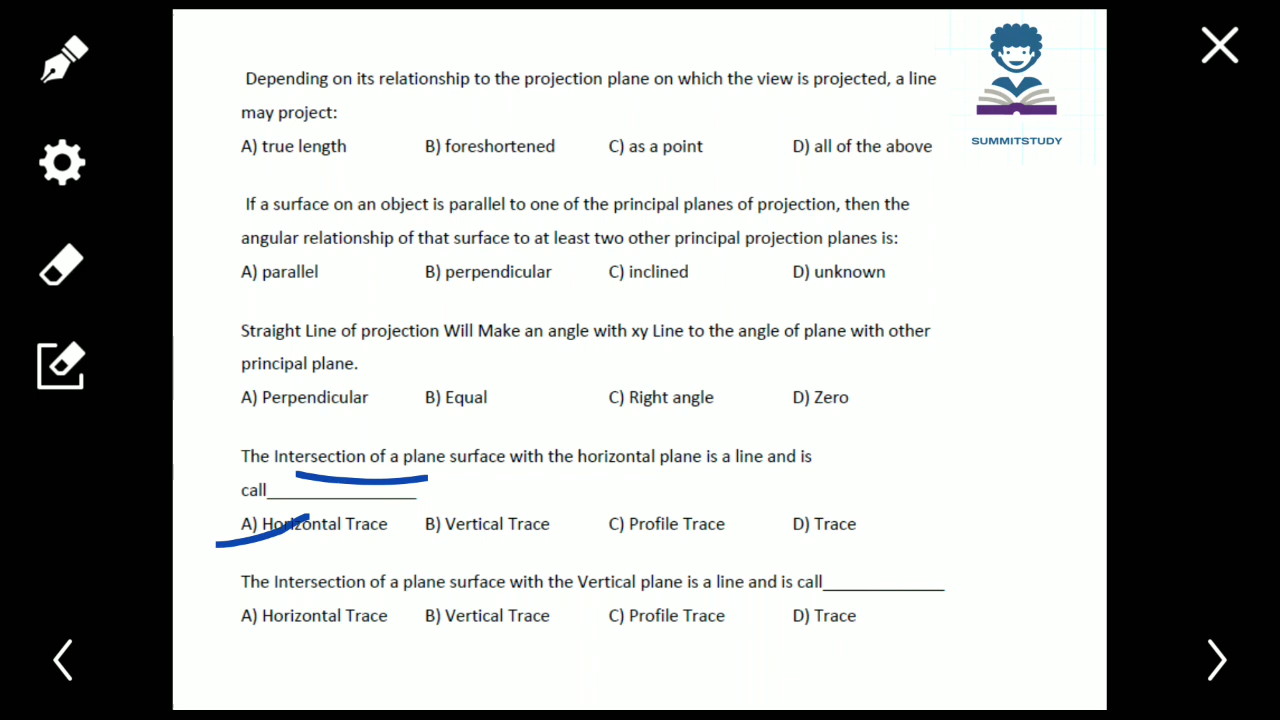 Depending on its relationship to the projection plane on which the view is projected, a line
may project:
A) true length B) foreshortened C) as a point D) all of the above
SUMMITSTUDY
If a surface on an object is parallel to one of the principal planes of projection, then the
angular relationship of that surface to at least two other principal projection planes is:
A) parallel B) perpendicular C) inclined D) unknown
Straight Line of projection Will Make an angle with xy Line to the angle of plane with other
principal plane.
A) Perpendicular B) Equal C) Right angle D) Zero
The Intersection of a plane surface with the horizontal plane is a line and is
call________________
A) Horizontal Trace B) Vertical Trace C) Profile Trace D) Trace
The Intersection of a plane surface with the Vertical plane is a line and is call_____________
A) Horizontal Trace B) Vertical Trace C) Profile Trace D) Trace